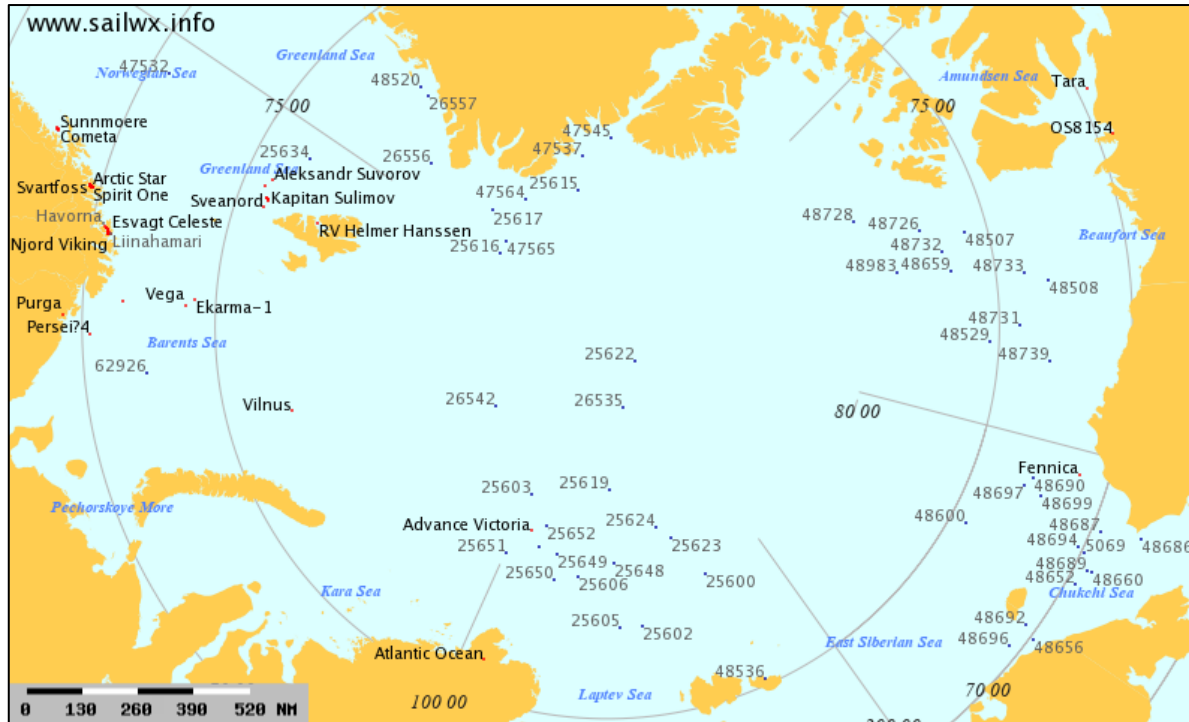 www.sailwx.info
Greenland Sea
47532
Norwegian Sea
48520
Amundsen Sea
Tara
26557
75 00
75 00
Sunnmoere
Cometa
47545
OS8154
25634
47537
26556
Greenland Sea
Aleksandr Suvorov
Svartfoss
Arctic Star
Spirit One
47564
25615
Sveanord
Kapitan Sulimov
Havorna
25617
48728
48726
Esvagt Celeste
RV Helmer Hanssen
48507
Beaufort Sea
Njord Viking
Liinahamari
25616
47565
48732
48983
48659
48733
48508
Vega
Ekarma-1
Purga
Persei?4
48731
Barents Sea
48529
48739
25622
62926
Vilnus
26542
26535
80 00
Fennica
25603
25619
48697
48690
48699
Pechorskoye More
Advance Victoria
25652
25624
48600
48687
25651
25623
48694
5069
48686
25649
48689
25650
25648
25606
25600
48652
48660
Kara Sea
Chukchi Sea
25605
25602
48692
East Siberian Sea
48696
48656
Atlantic Ocean
48536
100 00
Laptev Sea
70 00
0 130 260 390 520 NM